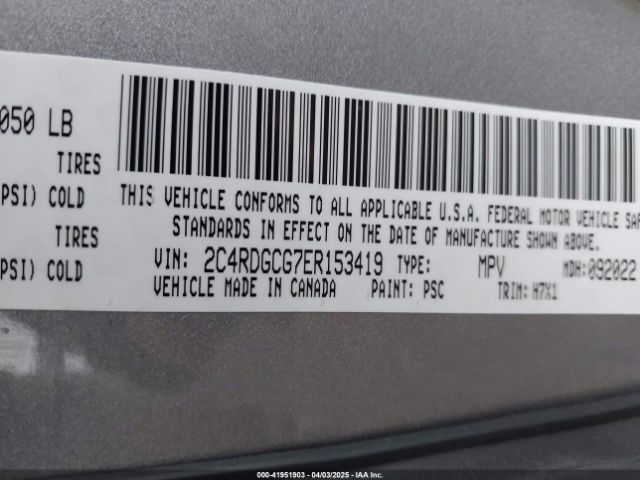 050 LB
TIRES
PSI) COLD
TIRES
PSI) COLD
THIS VEHICLE CONFORMS TO ALL APPLICABLE U.S.A. FEDERAL MOTOR VEHICLE SAF
STANDARDS IN EFFECT ON THE DATE OF MANUFACTURE SHOWN ABOVE.
VIN: 2C4RDGCG7ER153419 TYPE: MPV MDH:092022
VEHICLE MADE IN CANADA PAINT: PSC TRIM: H7X1
000-41951903 - 04/03/2025 - IAA Inc.